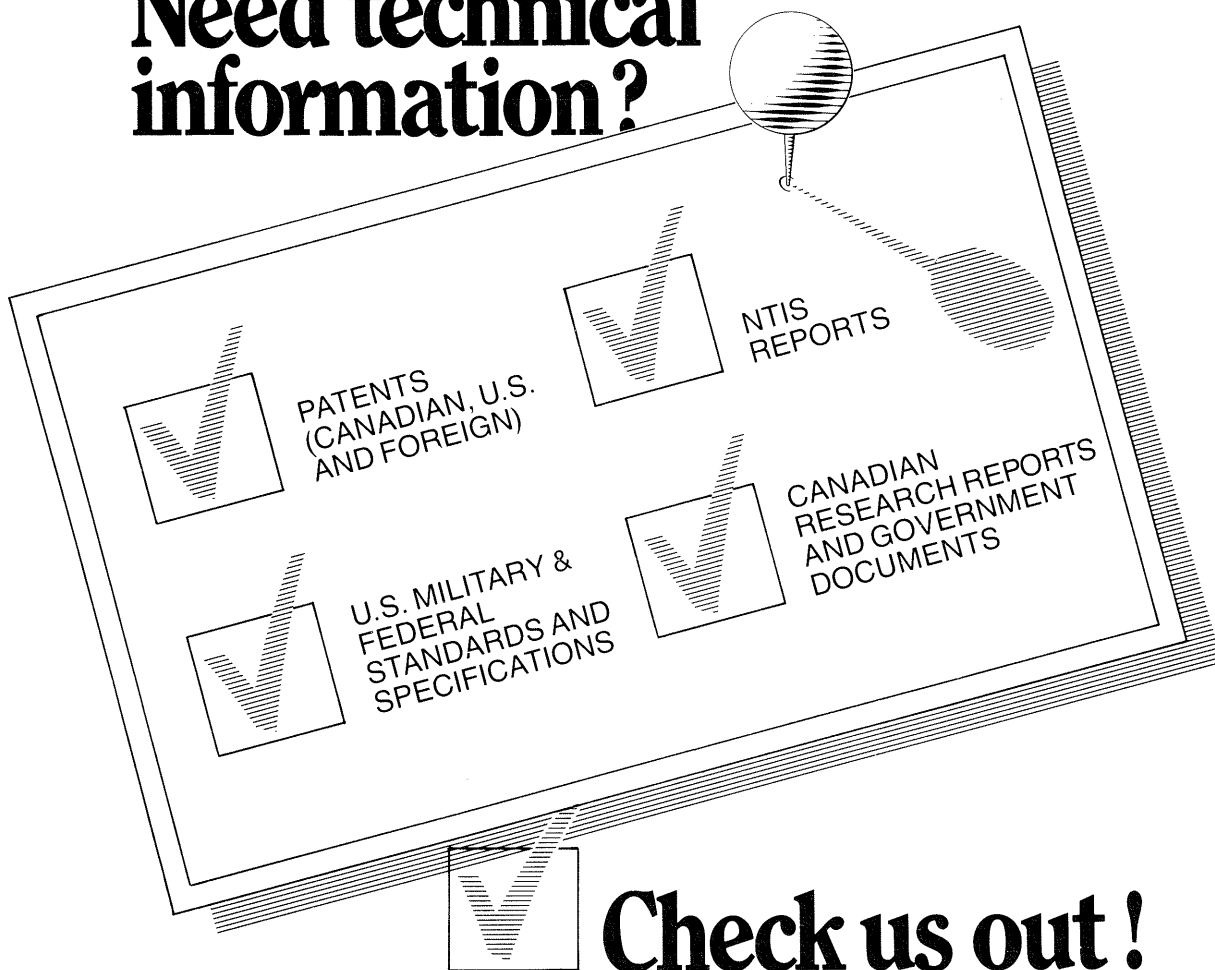 Need technical
information?
NTIS
REPORTS
PATENTS
(CANADIAN, U.S.
AND FOREIGN)
CANADIAN
RESEARCH REPORTS
AND GOVERNMENT
DOCUMENTS
U.S. MILITARY &
FEDERAL
STANDARDS AND
SPECIFICATIONS
Check us out!